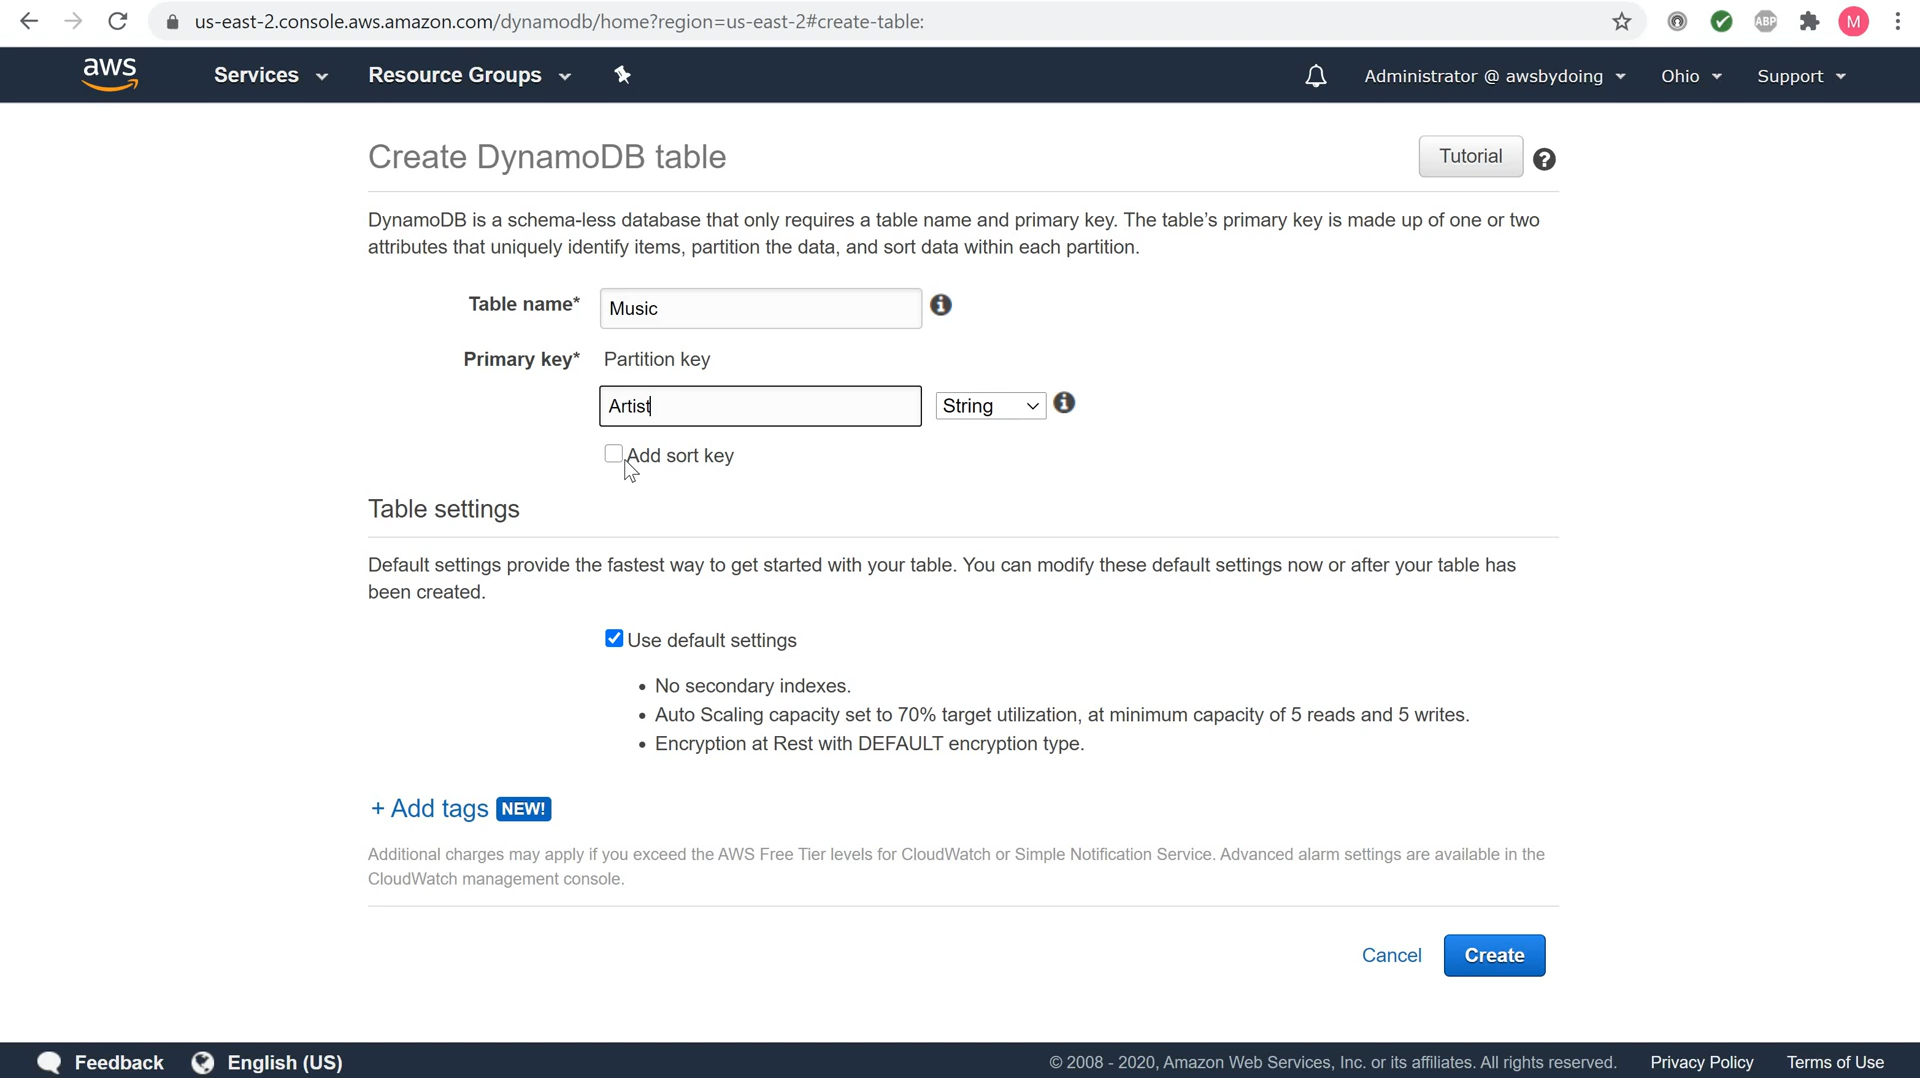 us-east-2.console.aws.amazon.com/dynamodb/home?region=us-east-2#create-table:
ABP
M
aws
Services
Resource Groups
Administrator @ awsbydoing
Ohio
Support
Create DynamoDB table
Tutorial
?
DynamoDB is a schema-less database that only requires a table name and primary key. The table's primary key is made up of one or two
attributes that uniquely identify items, partition the data, and sort data within each partition.
Table name*
Music
i
Primary key*
Partition key
Artist
String
i
Add sort key
Table settings
Default settings provide the fastest way to get started with your table. You can modify these default settings now or after your table has
been created.
Use default settings
• No secondary indexes.
• Auto Scaling capacity set to 70% target utilization, at minimum capacity of 5 reads and 5 writes.
• Encryption at Rest with DEFAULT encryption type.
+ Add tags NEW!
Additional charges may apply if you exceed the AWS Free Tier levels for CloudWatch or Simple Notification Service. Advanced alarm settings are available in the
CloudWatch management console.
Cancel
Create
Feedback
English (US)
© 2008 - 2020, Amazon Web Services, Inc. or its affiliates. All rights reserved.
Privacy Policy
Terms of Use